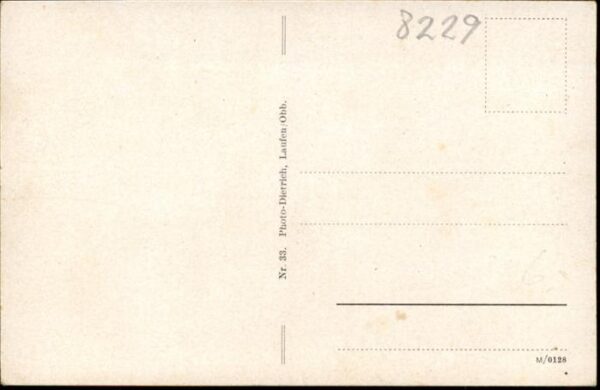 8229
Nr. 33. Photo-Dietrich, Laufen/Obb.
M/0128